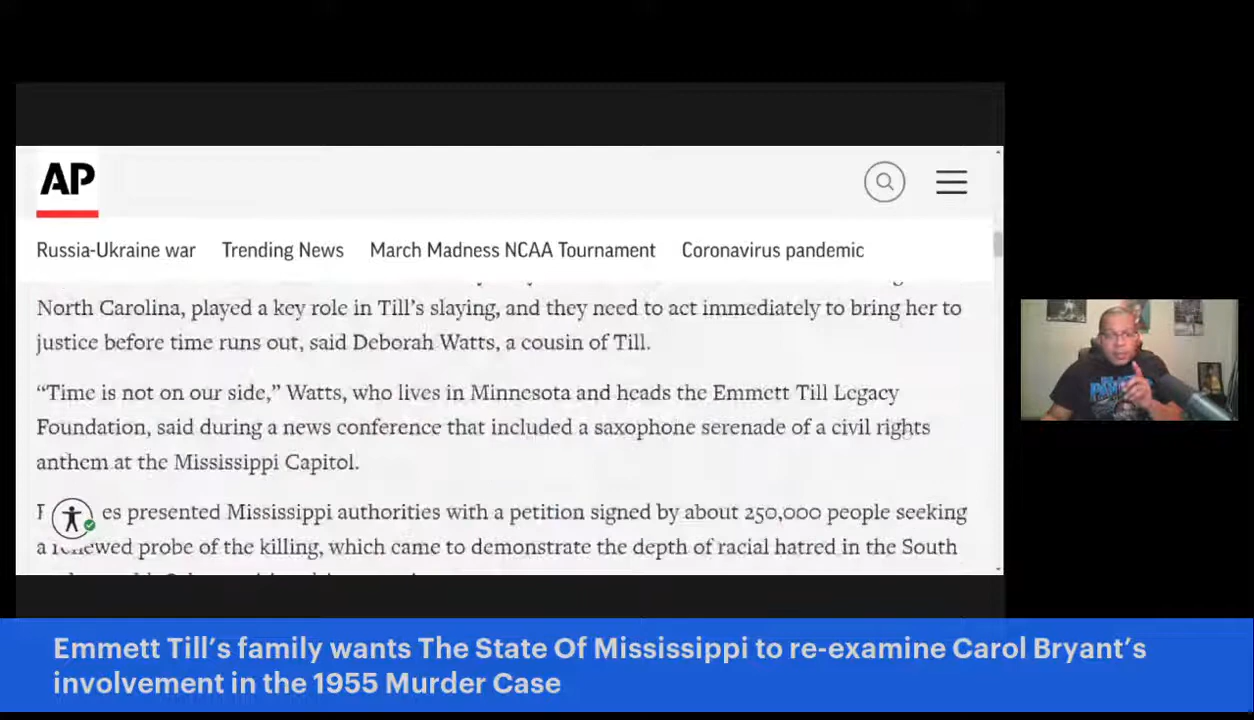 AP
Russia-Ukraine war Trending News March Madness NCAA Tournament Coronavirus pandemic
North Carolina, played a key role in Till’s slaying, and they need to act immediately to bring her to
justice before time runs out, said Deborah Watts, a cousin of Till.
“Time is not on our side,” Watts, who lives in Minnesota and heads the Emmett Till Legacy
Foundation, said during a news conference that included a saxophone serenade of a civil rights
anthem at the Mississippi Capitol.
presented Mississippi authorities with a petition signed by about 250,000 people seeking
a probe of the killing, which came to demonstrate the depth of racial hatred in the South
Emmett Till’s family wants The State Of Mississippi to re-examine Carol Bryant’s
involvement in the 1955 Murder Case